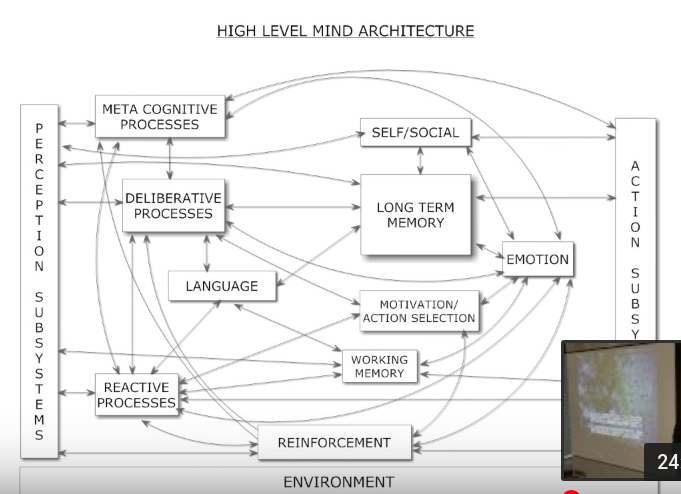 HIGH LEVEL MIND ARCHITECTURE
PERCEPTION SUBSYSTEMS
META COGNITIVE
PROCESSES
SELF/SOCIAL
DELIBERATIVE
PROCESSES
LONG TERM
MEMORY
EMOTION
LANGUAGE
MOTIVATION/
ACTION SELECTION
WORKING
MEMORY
REACTIVE
PROCESSES
REINFORCEMENT
ENVIRONMENT
ACTION SUBSY
24